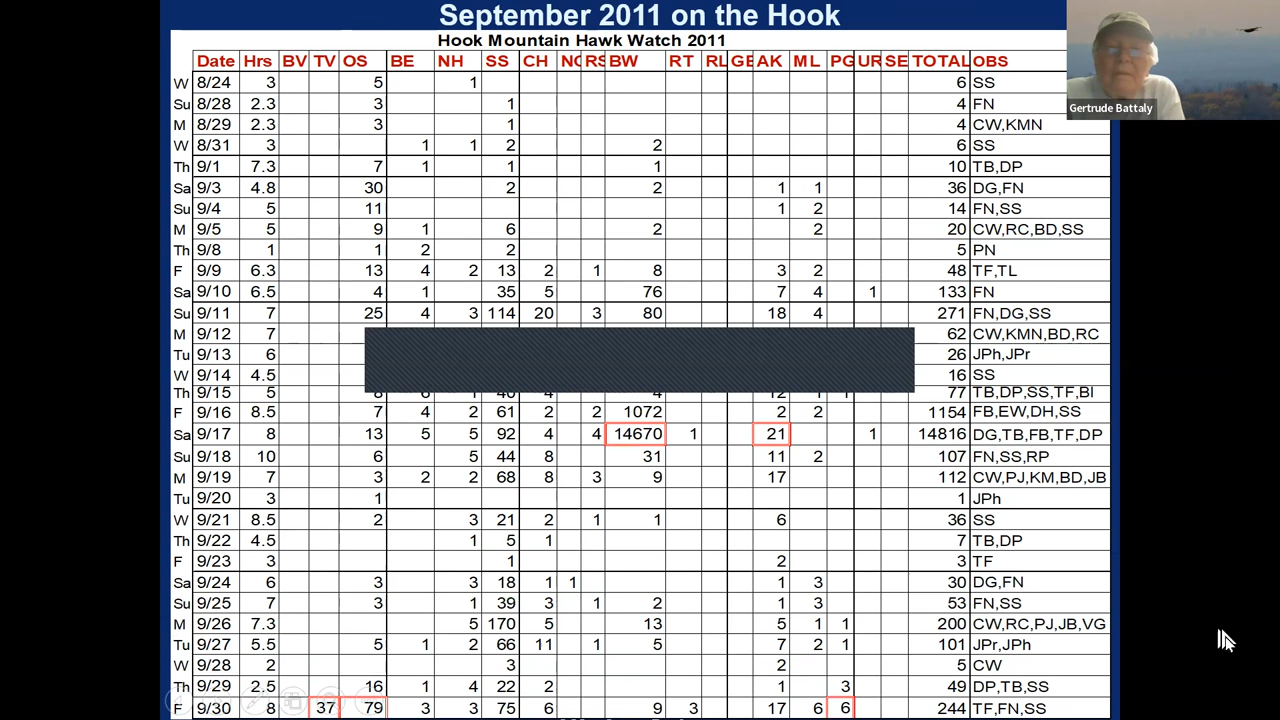 September 2011 on the Hook
Hook Mountain Hawk Watch 2011
Date Hrs BV TV OS BE NH SS CH NO RS BW RT RL GE AK ML PG UR SE TOTAL OBS
W 8/24 3 5 1 6 SS
Su 8/28 2.3 3 1 4 FN
M 8/29 2.3 3 1 4 CW,KMN
W 8/31 3 1 1 2 2 6 SS
Th 9/1 7.3 7 1 1 1 10 TB,DP
Sa 9/3 4.8 30 2 2 1 1 36 DG,FN
Su 9/4 5 11 1 2 14 FN,SS
M 9/5 5 9 1 6 2 2 20 CW,RC,BD,SS
Th 9/8 1 1 2 2 5 PN
F 9/9 6.3 13 4 2 13 2 1 8 3 2 48 TF,TL
Sa 9/10 6.5 4 1 35 5 76 7 4 1 133 FN
Su 9/11 7 25 4 3 114 20 3 80 18 4 271 FN,DG,SS
M 9/12 7 62 CW,KMN,BD,RC
Tu 9/13 6 26 JPh,JPr
W 9/14 4.5 16 SS
Th 9/15 5 77 TB,DP,SS,TF,BI
F 9/16 8.5 7 4 2 61 2 2 1072 2 2 1154 FB,EW,DH,SS
Sa 9/17 8 13 5 5 92 4 4 14670 1 21 1 14816 DG,TB,FB,TF,DP
Su 9/18 10 6 5 44 8 31 11 2 107 FN,SS,RP
M 9/19 7 3 2 2 68 8 3 9 17 112 CW,PJ,KM,BD,JB
Tu 9/20 3 1 1 JPh
W 9/21 8.5 2 3 21 2 1 1 6 36 SS
Th 9/22 4.5 1 5 1 7 TB,DP
F 9/23 3 1 2 3 TF
Sa 9/24 6 3 3 18 1 1 1 3 30 DG,FN
Su 9/25 7 3 1 39 3 1 2 1 3 53 FN,SS
M 9/26 7.3 5 170 5 13 5 1 1 200 CW,RC,PJ,JB,VG
Tu 9/27 5.5 5 1 2 66 11 1 5 7 2 1 101 JPr,JPh
W 9/28 2 3 2 5 CW
Th 9/29 2.5 16 1 4 22 2 1 3 49 DP,TB,SS
F 9/30 8 37 79 3 3 75 6 9 3 17 6 6 244 TF,FN,SS
Gertrude Battaly